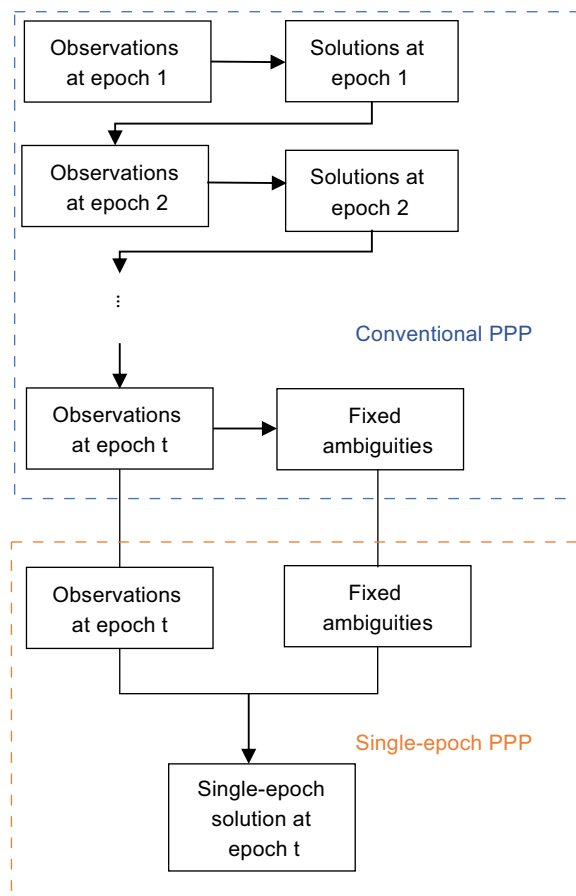 Observations
at epoch 1
Solutions at
epoch 1
Observations
at epoch 2
Solutions at
epoch 2
...
Conventional PPP
Observations
at epoch t
Fixed
ambiguities
Observations
at epoch t
Fixed
ambiguities
Single-epoch PPP
Single-epoch
solution at
epoch t